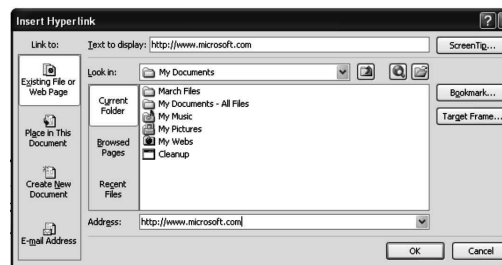 Insert Hyperlink
Link to:
Text to display: http://www.microsoft.com
ScreenTip...
Existing File or
Web Page
Look in: My Documents
Current
Folder
March Files
My Documents - All Files
My Music
My Pictures
My Webs
Cleanup
Bookmark...
Target Frame...
Place in This
Document
Browsed
Pages
Create New
Document
Recent
Files
E-mail Address
Address: http://www.microsoft.com
OK
Cancel